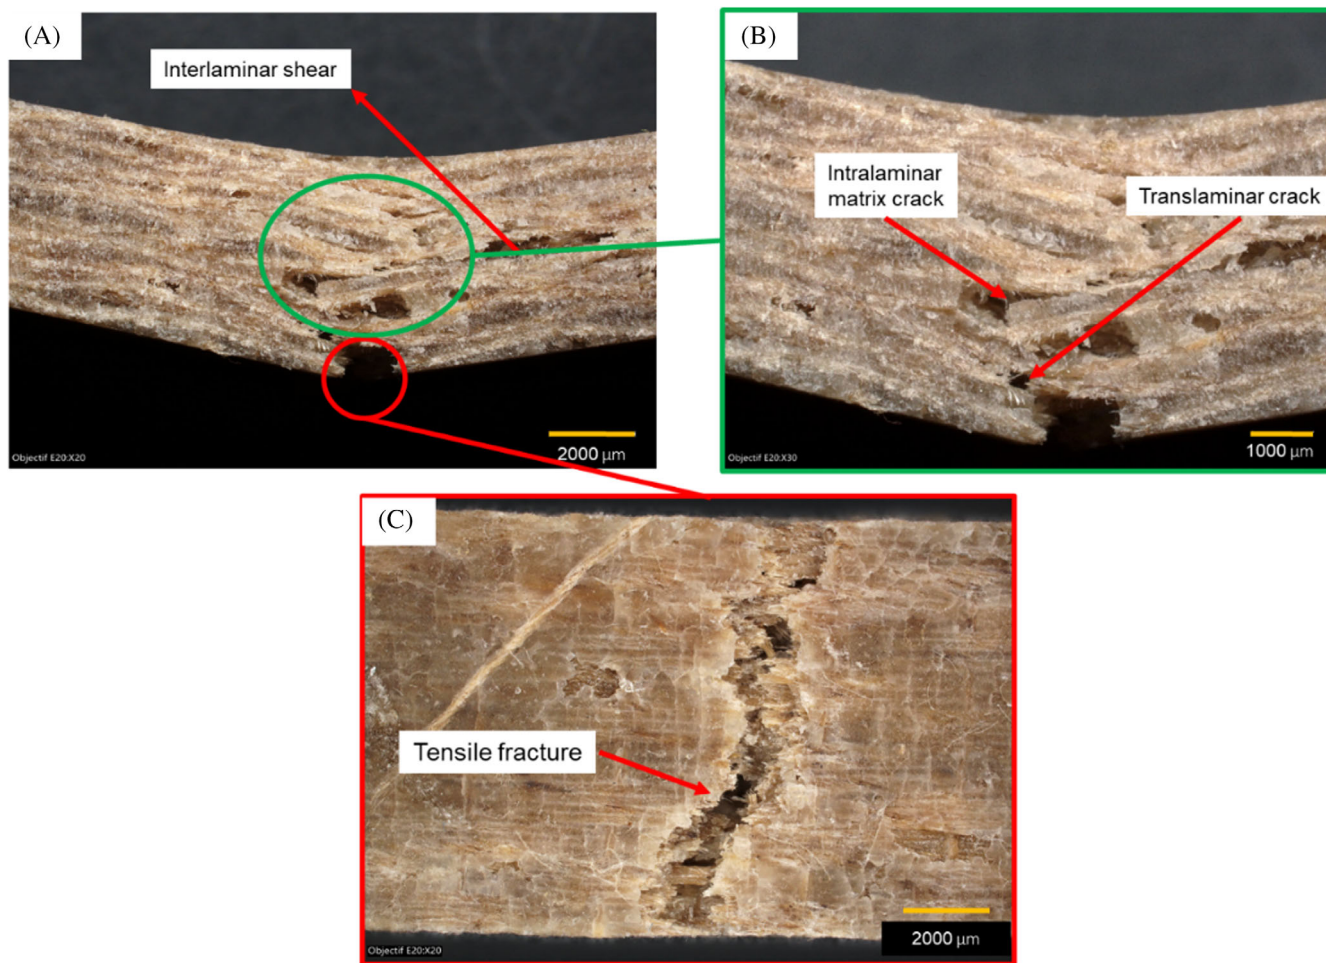 (A)
Interlaminar shear
2000 µm
Objectif E20:X20
(B)
Intralaminar
matrix crack
Translaminar crack
1000 µm
Objectif E20:X30
(C)
Tensile fracture
2000 µm
Objectif E20:X20